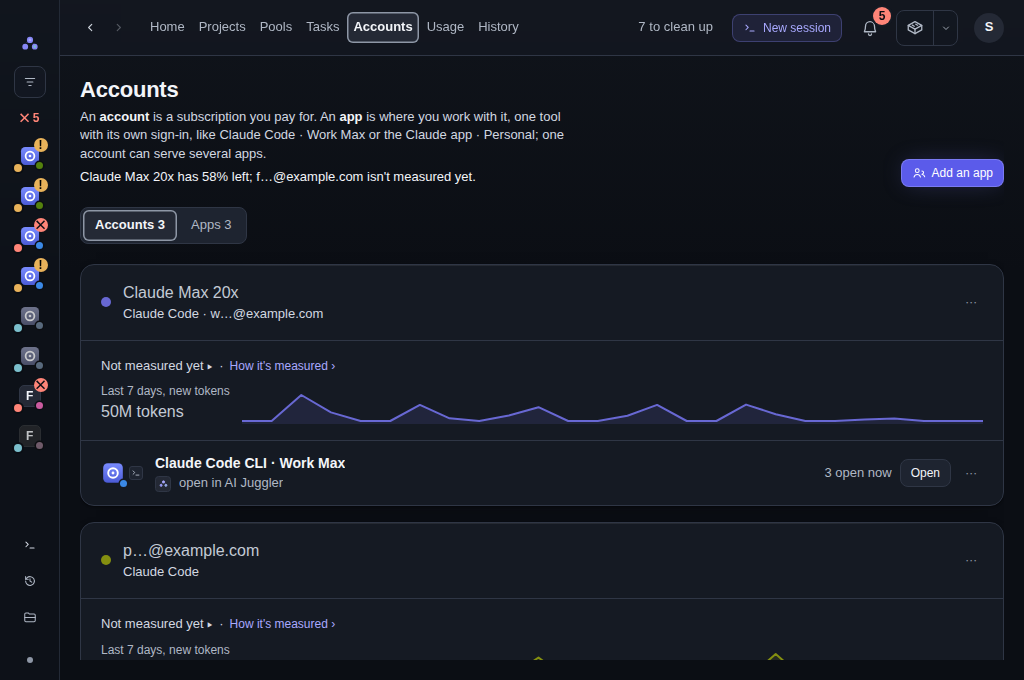 Home Projects Pools Tasks Accounts Usage History 7 to clean up New session 5 S
5
Accounts
An account is a subscription you pay for. An app is where you work with it, one tool
with its own sign-in, like Claude Code · Work Max or the Claude app · Personal; one
account can serve several apps.
Claude Max 20x has 58% left; f…@example.com isn't measured yet.
Add an app
Accounts 3 Apps 3
!
!
!
F
F
Claude Max 20x
Claude Code · w…@example.com
Not measured yet ▸ · How it's measured ›
Last 7 days, new tokens
50M tokens
Claude Code CLI · Work Max
open in AI Juggler
3 open now Open
p…@example.com
Claude Code
Not measured yet ▸ · How it's measured ›
Last 7 days, new tokens